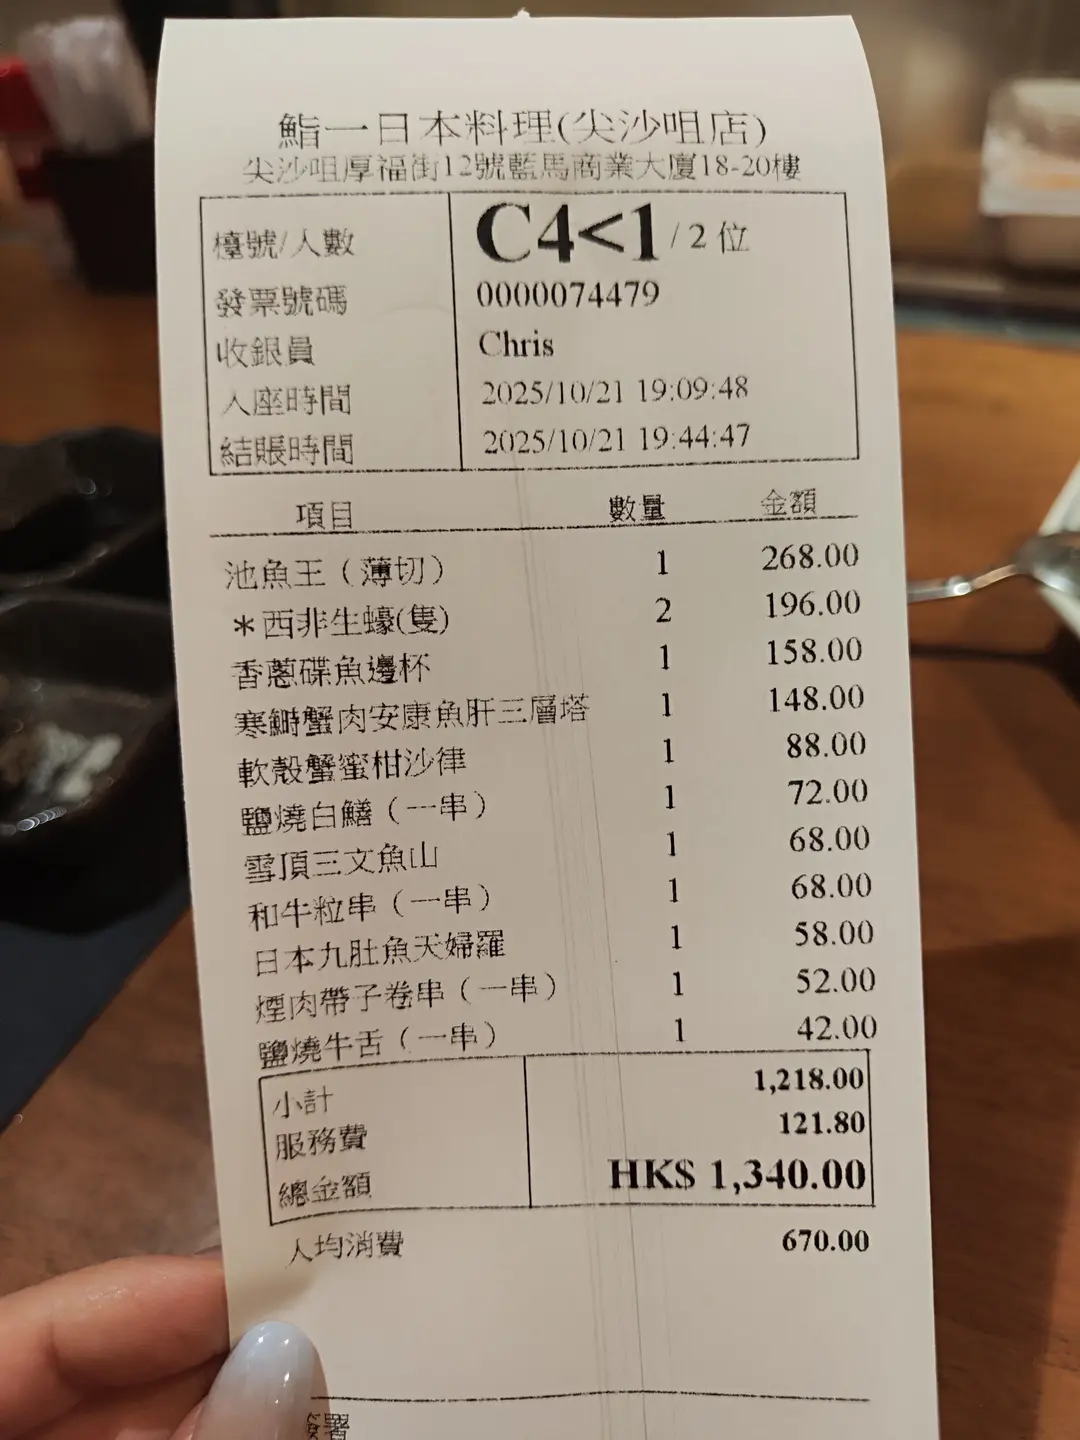 鮨一日本料理(尖沙咀店)
尖沙咀厚福街12號藍馬商業大廈18-20樓
檯號/人數 C4<1 / 2 位
發票號碼 0000074479
收銀員 Chris
入座時間 2025/10/21 19:09:48
結賬時間 2025/10/21 19:44:47
項目 數量 金額
池魚王（薄切） 1 268.00
*西非生蠔(隻) 2 196.00
香蔥碟魚邊杯 1 158.00
寒鰤蟹肉安康魚肝三層塔 1 148.00
軟殼蟹蜜柑沙律 1 88.00
鹽燒白鱔（一串） 1 72.00
雪頂三文魚山 1 68.00
和牛粒串（一串） 1 68.00
日本九肚魚天婦羅 1 58.00
煙肉帶子卷串（一串） 1 52.00
鹽燒牛舌（一串） 1 42.00
小計 1,218.00
服務費 121.80
總金額 HK$ 1,340.00
人均消費 670.00
署